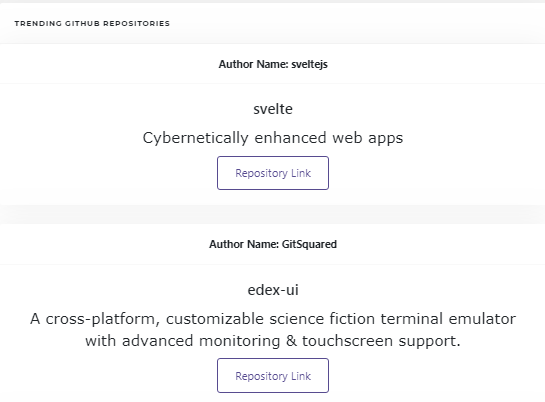 TRENDING GITHUB REPOSITORIES
Author Name: sveltejs
svelte
Cybernetically enhanced web apps
Repository Link
Author Name: GitSquared
edex-ui
A cross-platform, customizable science fiction terminal emulator
with advanced monitoring & touchscreen support.
Repository Link